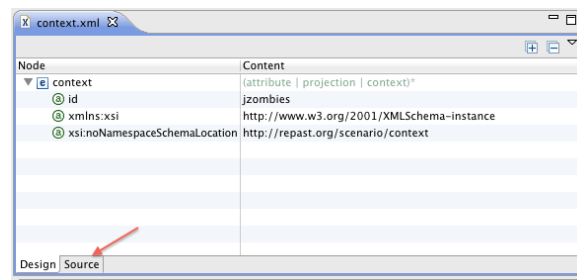 context.xml
Node Content
e context (attribute | projection | context)*
a id jzombies
a xmlns:xsi http://www.w3.org/2001/XMLSchema-instance
a xsi:noNamespaceSchemaLocation http://repast.org/scenario/context
Design Source